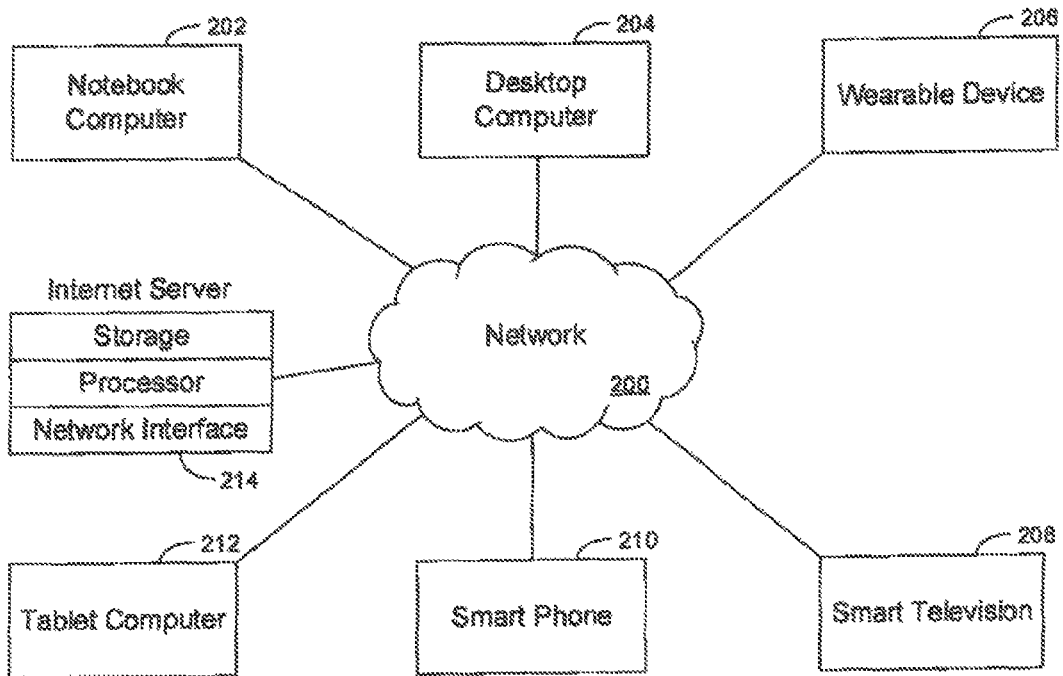 202
204
206
Notebook
Computer
Desktop
Computer
Wearable Device
Internet Server
Storage
Processor
Network Interface
214
Network
200
212
210
208
Tablet Computer
Smart Phone
Smart Television